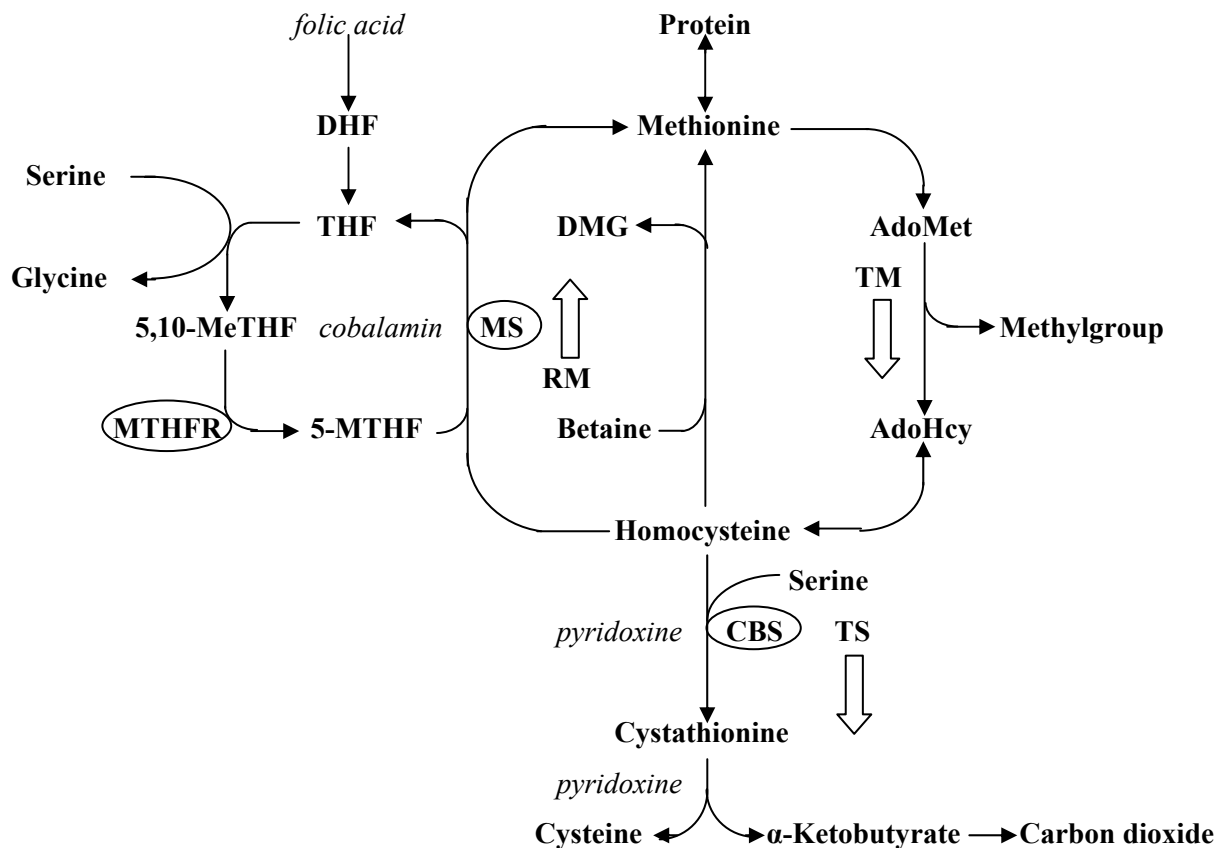 folic acid
Protein
DHF
Methionine
Serine
THF
DMG
AdoMet
Glycine
TM
5,10-MeTHF
cobalamin
MS
Methylgroup
RM
MTHFR
5-MTHF
Betaine
AdoHcy
Homocysteine
Serine
pyridoxine
CBS
TS
Cystathionine
pyridoxine
Cysteine
α-Ketobutyrate
Carbon dioxide